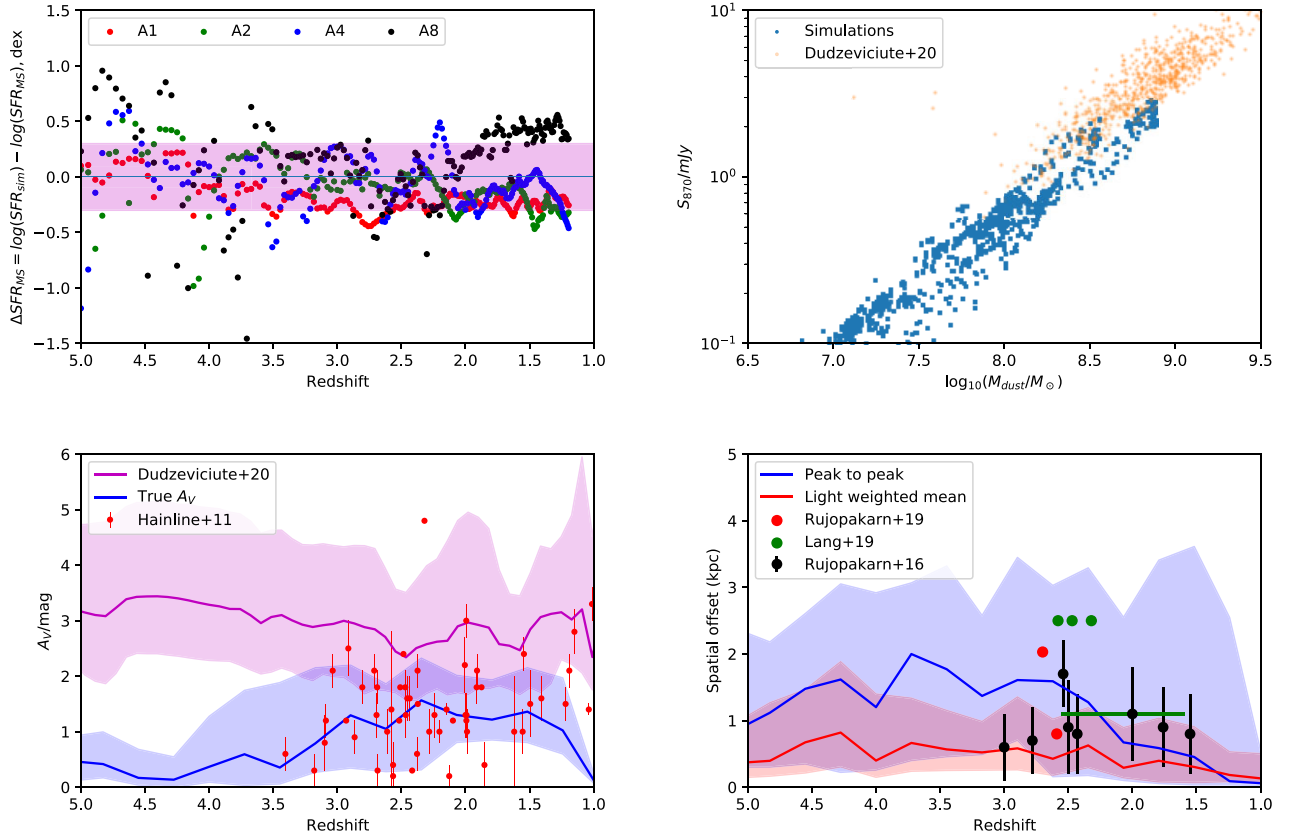 A1 A2 A4 A8
1.5
1.0
0.5
0.0
−0.5
−1.0
−1.5
ΔSFR_MS = log(SFR_sim) − log(SFR_MS), dex
5.0 4.5 4.0 3.5 3.0 2.5 2.0 1.5 1.0
Redshift
Simulations
Dudzeviciute+20
10¹
10⁰
10⁻¹
S₈₇₀/mJy
6.5 7.0 7.5 8.0 8.5 9.0 9.5
log₁₀(M_dust/M_⊙)
Dudzeviciute+20
True A_V
Hainline+11
6
5
4
3
2
1
0
A_V/mag
5.0 4.5 4.0 3.5 3.0 2.5 2.0 1.5 1.0
Redshift
Peak to peak
Light weighted mean
Rujopakarn+19
Lang+19
Rujopakarn+16
5
4
3
2
1
0
Spatial offset (kpc)
5.0 4.5 4.0 3.5 3.0 2.5 2.0 1.5 1.0
Redshift